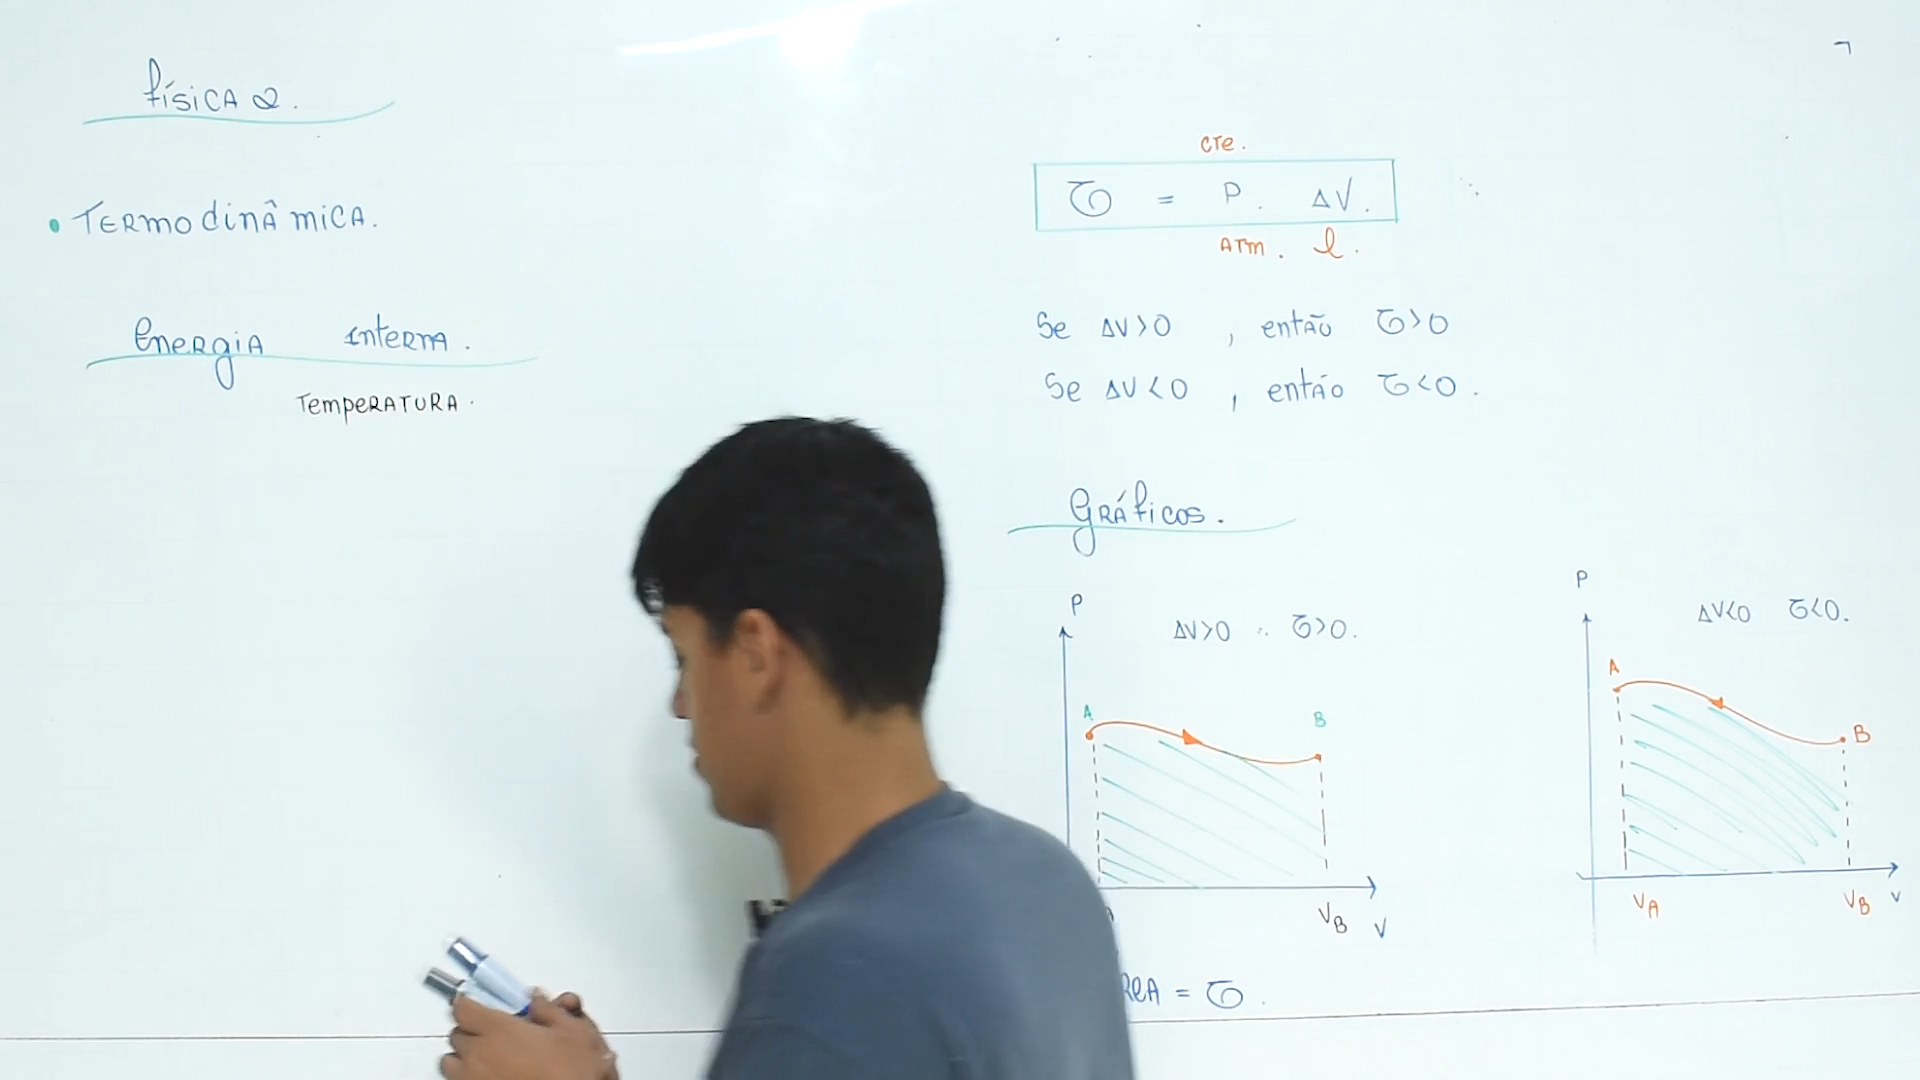 Física 2.
• Termodinâmica.
Energia Interna.
Temperatura.
cte.
𝒯 = P . ΔV.
atm . l.
Se ΔV>0 , então 𝒯>0
Se ΔV<0 , então 𝒯<0 .
Gráficos.
P
ΔV>0 ∴ 𝒯>0.
A
B
VB
V
= 𝒯 .
P
ΔV<0 𝒯<0.
A
B
VA
VB
V